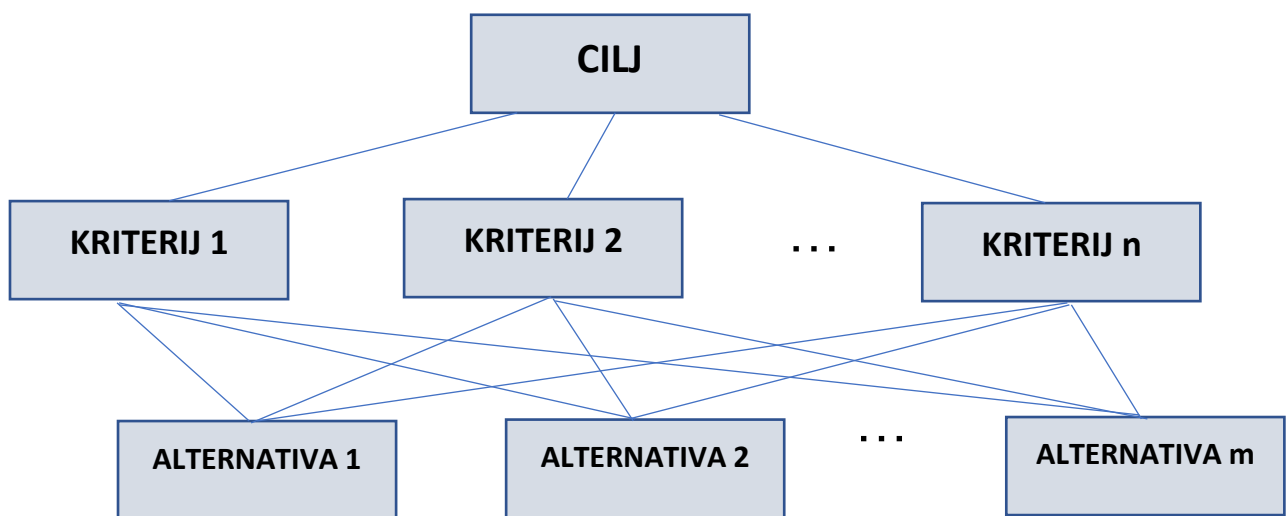 CILJ
KRITERIJ 1
KRITERIJ 2
...
KRITERIJ n
ALTERNATIVA 1
ALTERNATIVA 2
...
ALTERNATIVA m